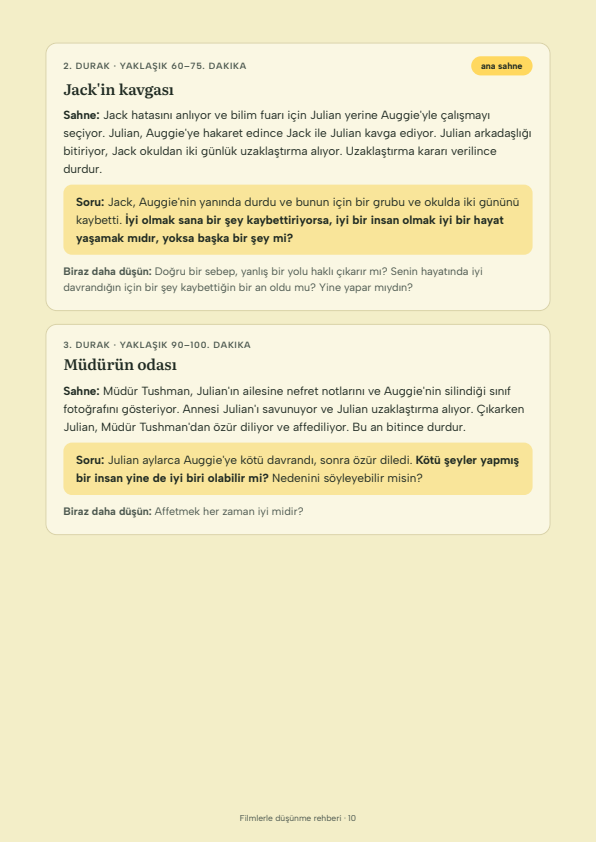 2. DURAK · YAKLAŞIK 60–75. DAKİKA
ana sahne
Jack'in kavgası
Sahne: Jack hatasını anlıyor ve bilim fuarı için Julian yerine Auggie'yle çalışmayı
seçiyor. Julian, Auggie'ye hakaret edince Jack ile Julian kavga ediyor. Julian arkadaşlığı
bitiriyor, Jack okuldan iki günlük uzaklaştırma alıyor. Uzaklaştırma kararı verilince
durdur.
Soru: Jack, Auggie'nin yanında durdu ve bunun için bir grubu ve okulda iki gününü
kaybetti. İyi olmak sana bir şey kaybettiriyorsa, iyi bir insan olmak iyi bir hayat
yaşamak mıdır, yoksa başka bir şey mi?
Biraz daha düşün: Doğru bir sebep, yanlış bir yolu haklı çıkarır mı? Senin hayatında iyi
davrandığın için bir şey kaybettiğin bir an oldu mu? Yine yapar mıydın?
3. DURAK · YAKLAŞIK 90–100. DAKİKA
Müdürün odası
Sahne: Müdür Tushman, Julian'ın ailesine nefret notlarını ve Auggie'nin silindiği sınıf
fotoğrafını gösteriyor. Annesi Julian'ı savunuyor ve Julian uzaklaştırma alıyor. Çıkarken
Julian, Müdür Tushman'dan özür diliyor ve affediliyor. Bu an bitince durdur.
Soru: Julian aylarca Auggie'ye kötü davrandı, sonra özür diledi. Kötü şeyler yapmış
bir insan yine de iyi biri olabilir mi? Nedenini söyleyebilir misin?
Biraz daha düşün: Affetmek her zaman iyi midir?
Filmlerle düşünme rehberi · 10